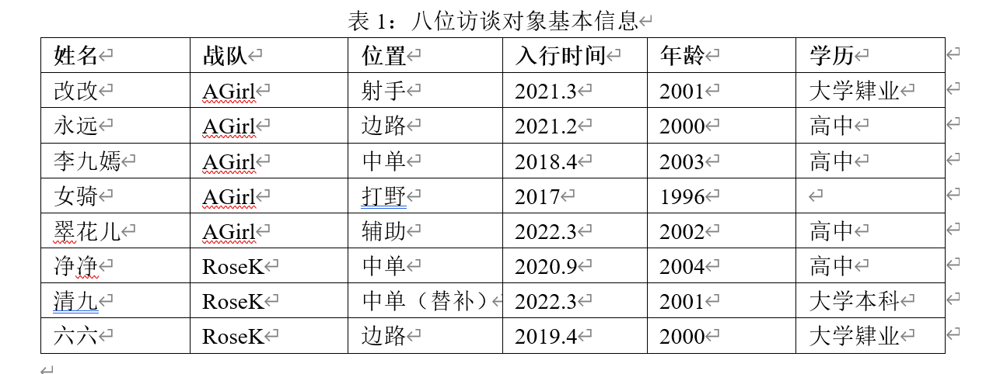 表 1：八位访谈对象基本信息
姓名 战队 位置 入行时间 年龄 学历
改改 AGirl 射手 2021.3 2001 大学肄业
永远 AGirl 边路 2021.2 2000 高中
李九嫣 AGirl 中单 2018.4 2003 高中
女骑 AGirl 打野 2017 1996
翠花儿 AGirl 辅助 2022.3 2002 高中
净净 RoseK 中单 2020.9 2004 高中
清九 RoseK 中单（替补） 2022.3 2001 大学本科
六六 RoseK 边路 2019.4 2000 大学肄业